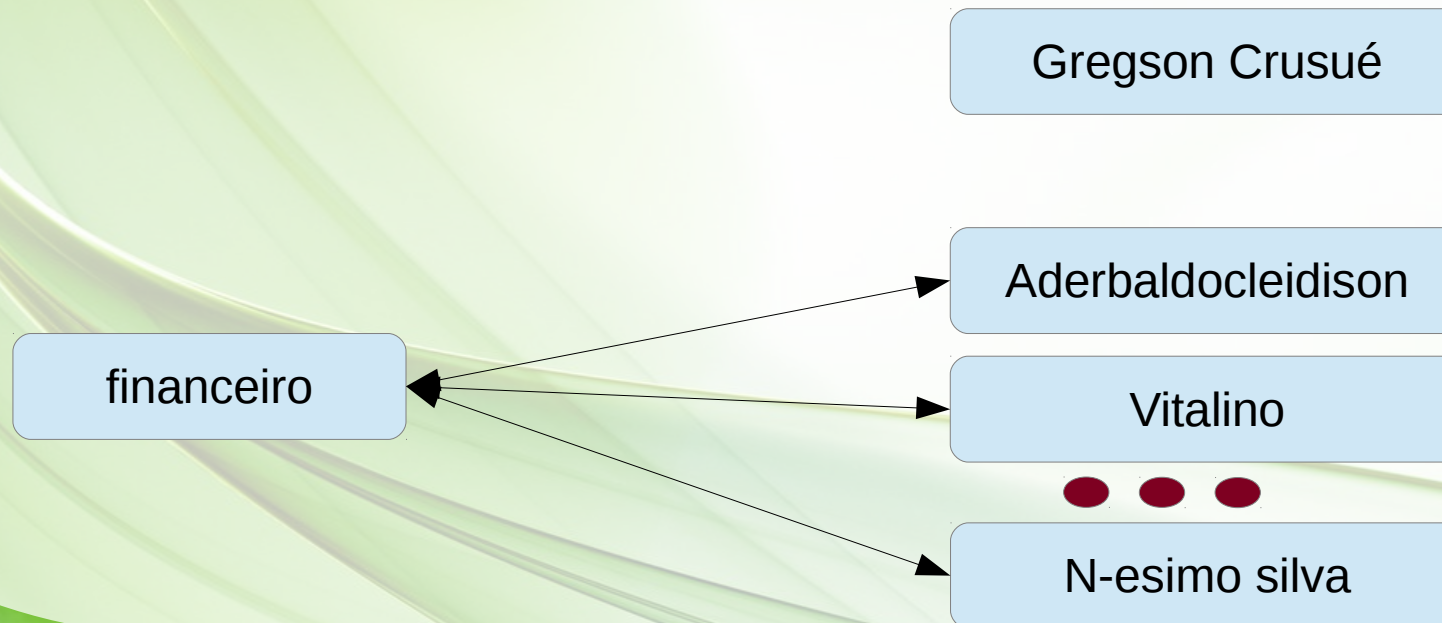 Gregson Crusué
Aderbaldocleidison
financeiro
Vitalino
N-esimo silva